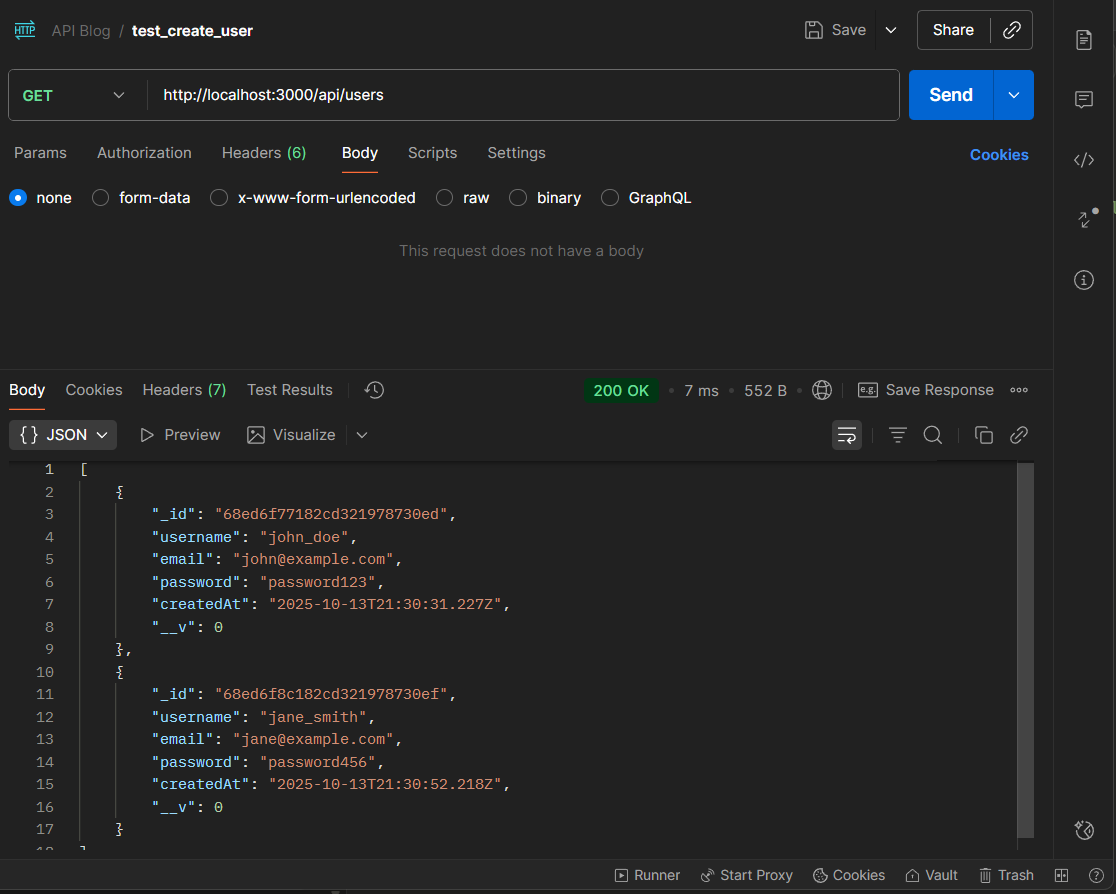 HTTP API Blog / test_create_user Save Share
GET http://localhost:3000/api/users Send
Params Authorization Headers (6) Body Scripts Settings Cookies
none form-data x-www-form-urlencoded raw binary GraphQL
This request does not have a body
Body Cookies Headers (7) Test Results 200 OK • 7 ms • 552 B • e.g. Save Response
{} JSON Preview Visualize
1 [
2 {
3 "_id": "68ed6f77182cd321978730ed",
4 "username": "john_doe",
5 "email": "john@example.com",
6 "password": "password123",
7 "createdAt": "2025-10-13T21:30:31.227Z",
8 "__v": 0
9 },
10 {
11 "_id": "68ed6f8c182cd321978730ef",
12 "username": "jane_smith",
13 "email": "jane@example.com",
14 "password": "password456",
15 "createdAt": "2025-10-13T21:30:52.218Z",
16 "__v": 0
17 }
18 ]
Runner Start Proxy Cookies Vault Trash